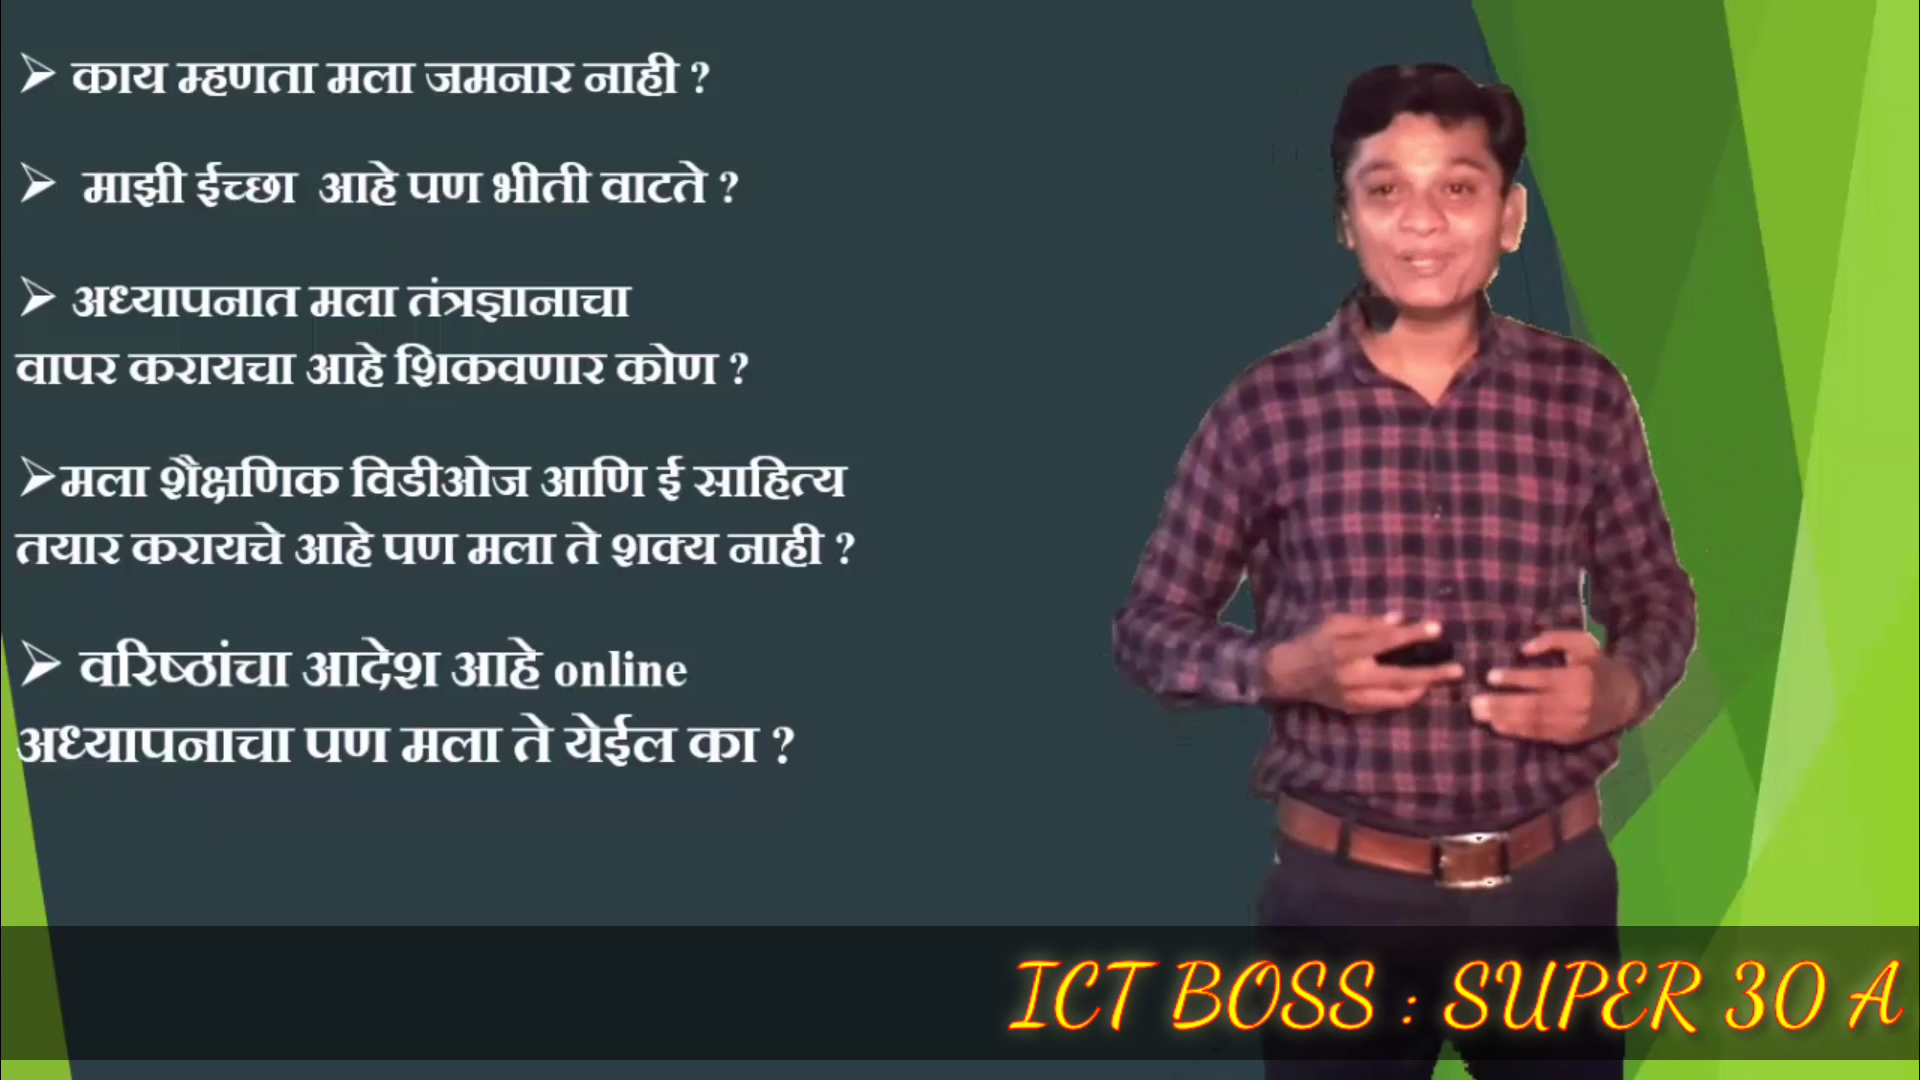 ➢ काय म्हणता मला जमनार नाही ?
➢ माझी ईच्छा आहे पण भीती वाटते ?
➢ अध्यापनात मला तंत्रज्ञानाचा
वापर करायचा आहे शिकवणार कोण ?
➢मला शैक्षणिक विडीओज आणि ई साहित्य
तयार करायचे आहे पण मला ते शक्य नाही ?
➢ वरिष्ठांचा आदेश आहे online
अध्यापनाचा पण मला ते येईल का ?
ICT BOSS : SUPER 30 A